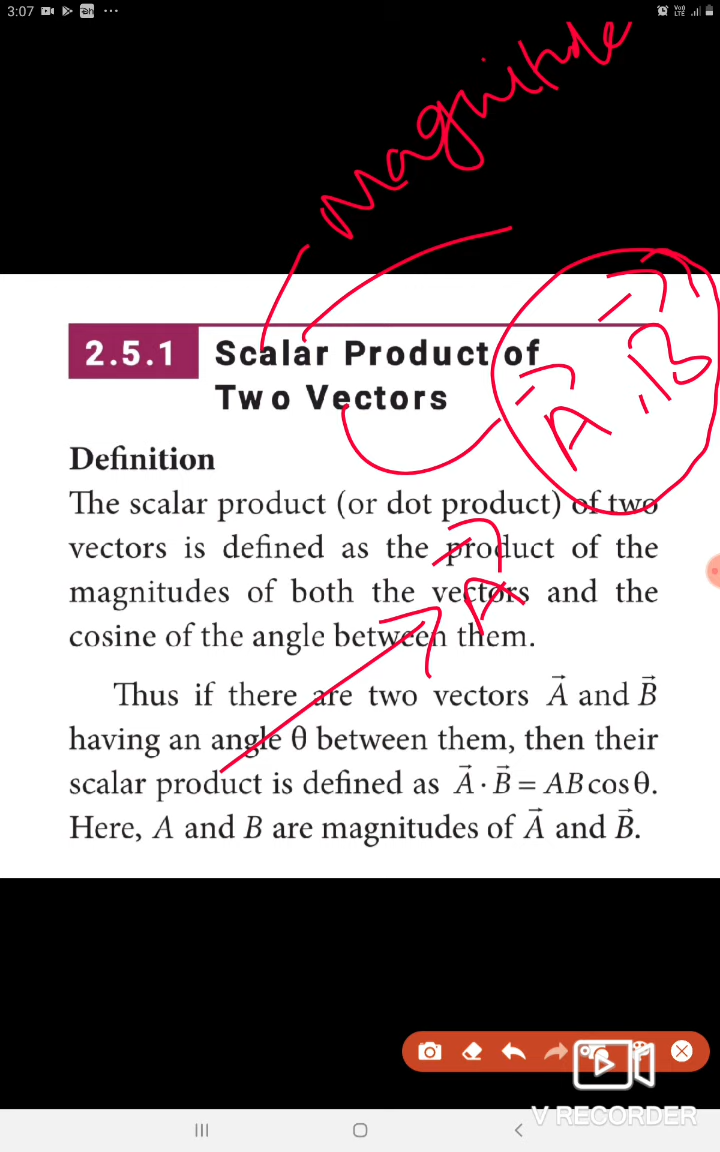 3:07
Magnitude
2.5.1 Scalar Product of
Two Vectors
A⃗ . B⃗
Definition
The scalar product (or dot product) of two
vectors is defined as the product of the
magnitudes of both the vectors and the
cosine of the angle between them.
A⃗
Thus if there are two vectors A⃗ and B⃗
having an angle θ between them, then their
scalar product is defined as A⃗ · B⃗ = AB cos θ.
Here, A and B are magnitudes of A⃗ and B⃗.
V RECORDER